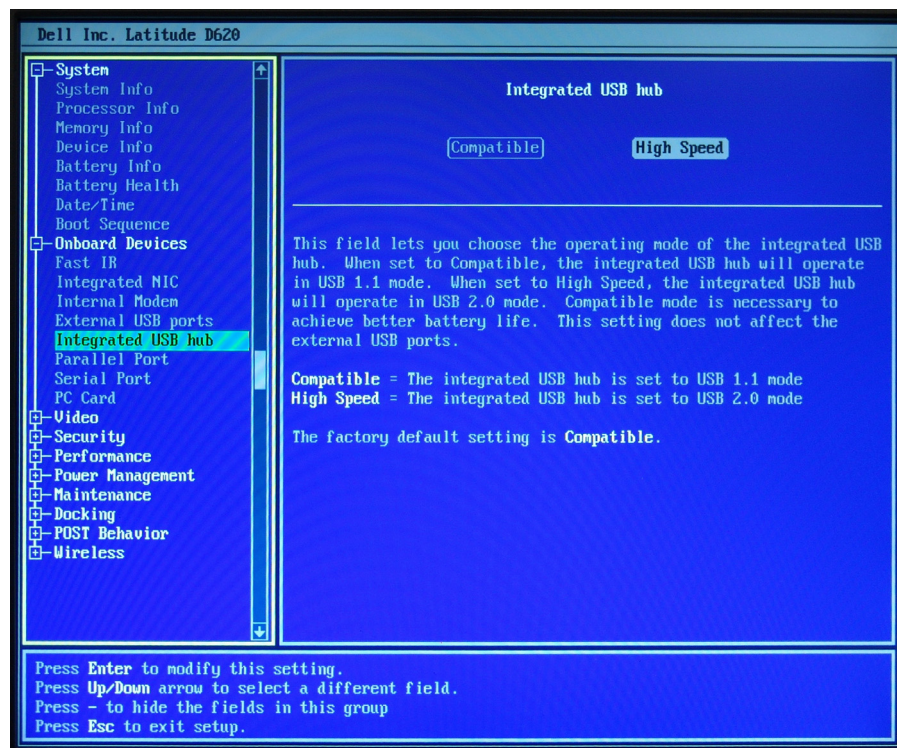 Dell Inc. Latitude D620
System
System Info
Processor Info
Memory Info
Device Info
Battery Info
Battery Health
Date/Time
Boot Sequence
Onboard Devices
Fast IR
Integrated NIC
Internal Modem
External USB ports
Integrated USB hub
Parallel Port
Serial Port
PC Card
Video
Security
Performance
Power Management
Maintenance
Docking
POST Behavior
Wireless
Integrated USB hub
Compatible High Speed
This field lets you choose the operating mode of the integrated USB
hub. When set to Compatible, the integrated USB hub will operate
in USB 1.1 mode. When set to High Speed, the integrated USB hub
will operate in USB 2.0 mode. Compatible mode is necessary to
achieve better battery life. This setting does not affect the
external USB ports.
Compatible = The integrated USB hub is set to USB 1.1 mode
High Speed = The integrated USB hub is set to USB 2.0 mode
The factory default setting is Compatible.
Press Enter to modify this setting.
Press Up/Down arrow to select a different field.
Press - to hide the fields in this group
Press Esc to exit setup.